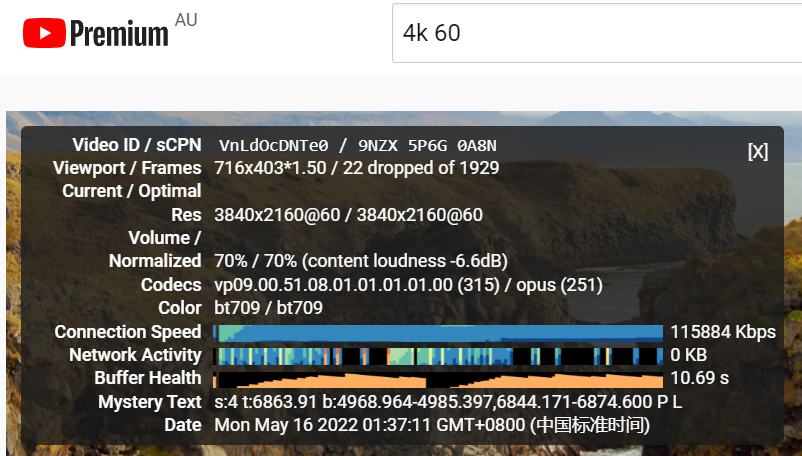 Premium AU
4k 60
Video ID / sCPN VnLdOcDNTe0 / 9NZX 5P6G 0A8N
[X]
Viewport / Frames 716x403*1.50 / 22 dropped of 1929
Current / Optimal
Res 3840x2160@60 / 3840x2160@60
Volume /
Normalized 70% / 70% (content loudness -6.6dB)
Codecs vp09.00.51.08.01.01.01.01.00 (315) / opus (251)
Color bt709 / bt709
Connection Speed 115884 Kbps
Network Activity 0 KB
Buffer Health 10.69 s
Mystery Text s:4 t:6863.91 b:4968.964-4985.397,6844.171-6874.600 P L
Date Mon May 16 2022 01:37:11 GMT+0800 (中国标准时间)